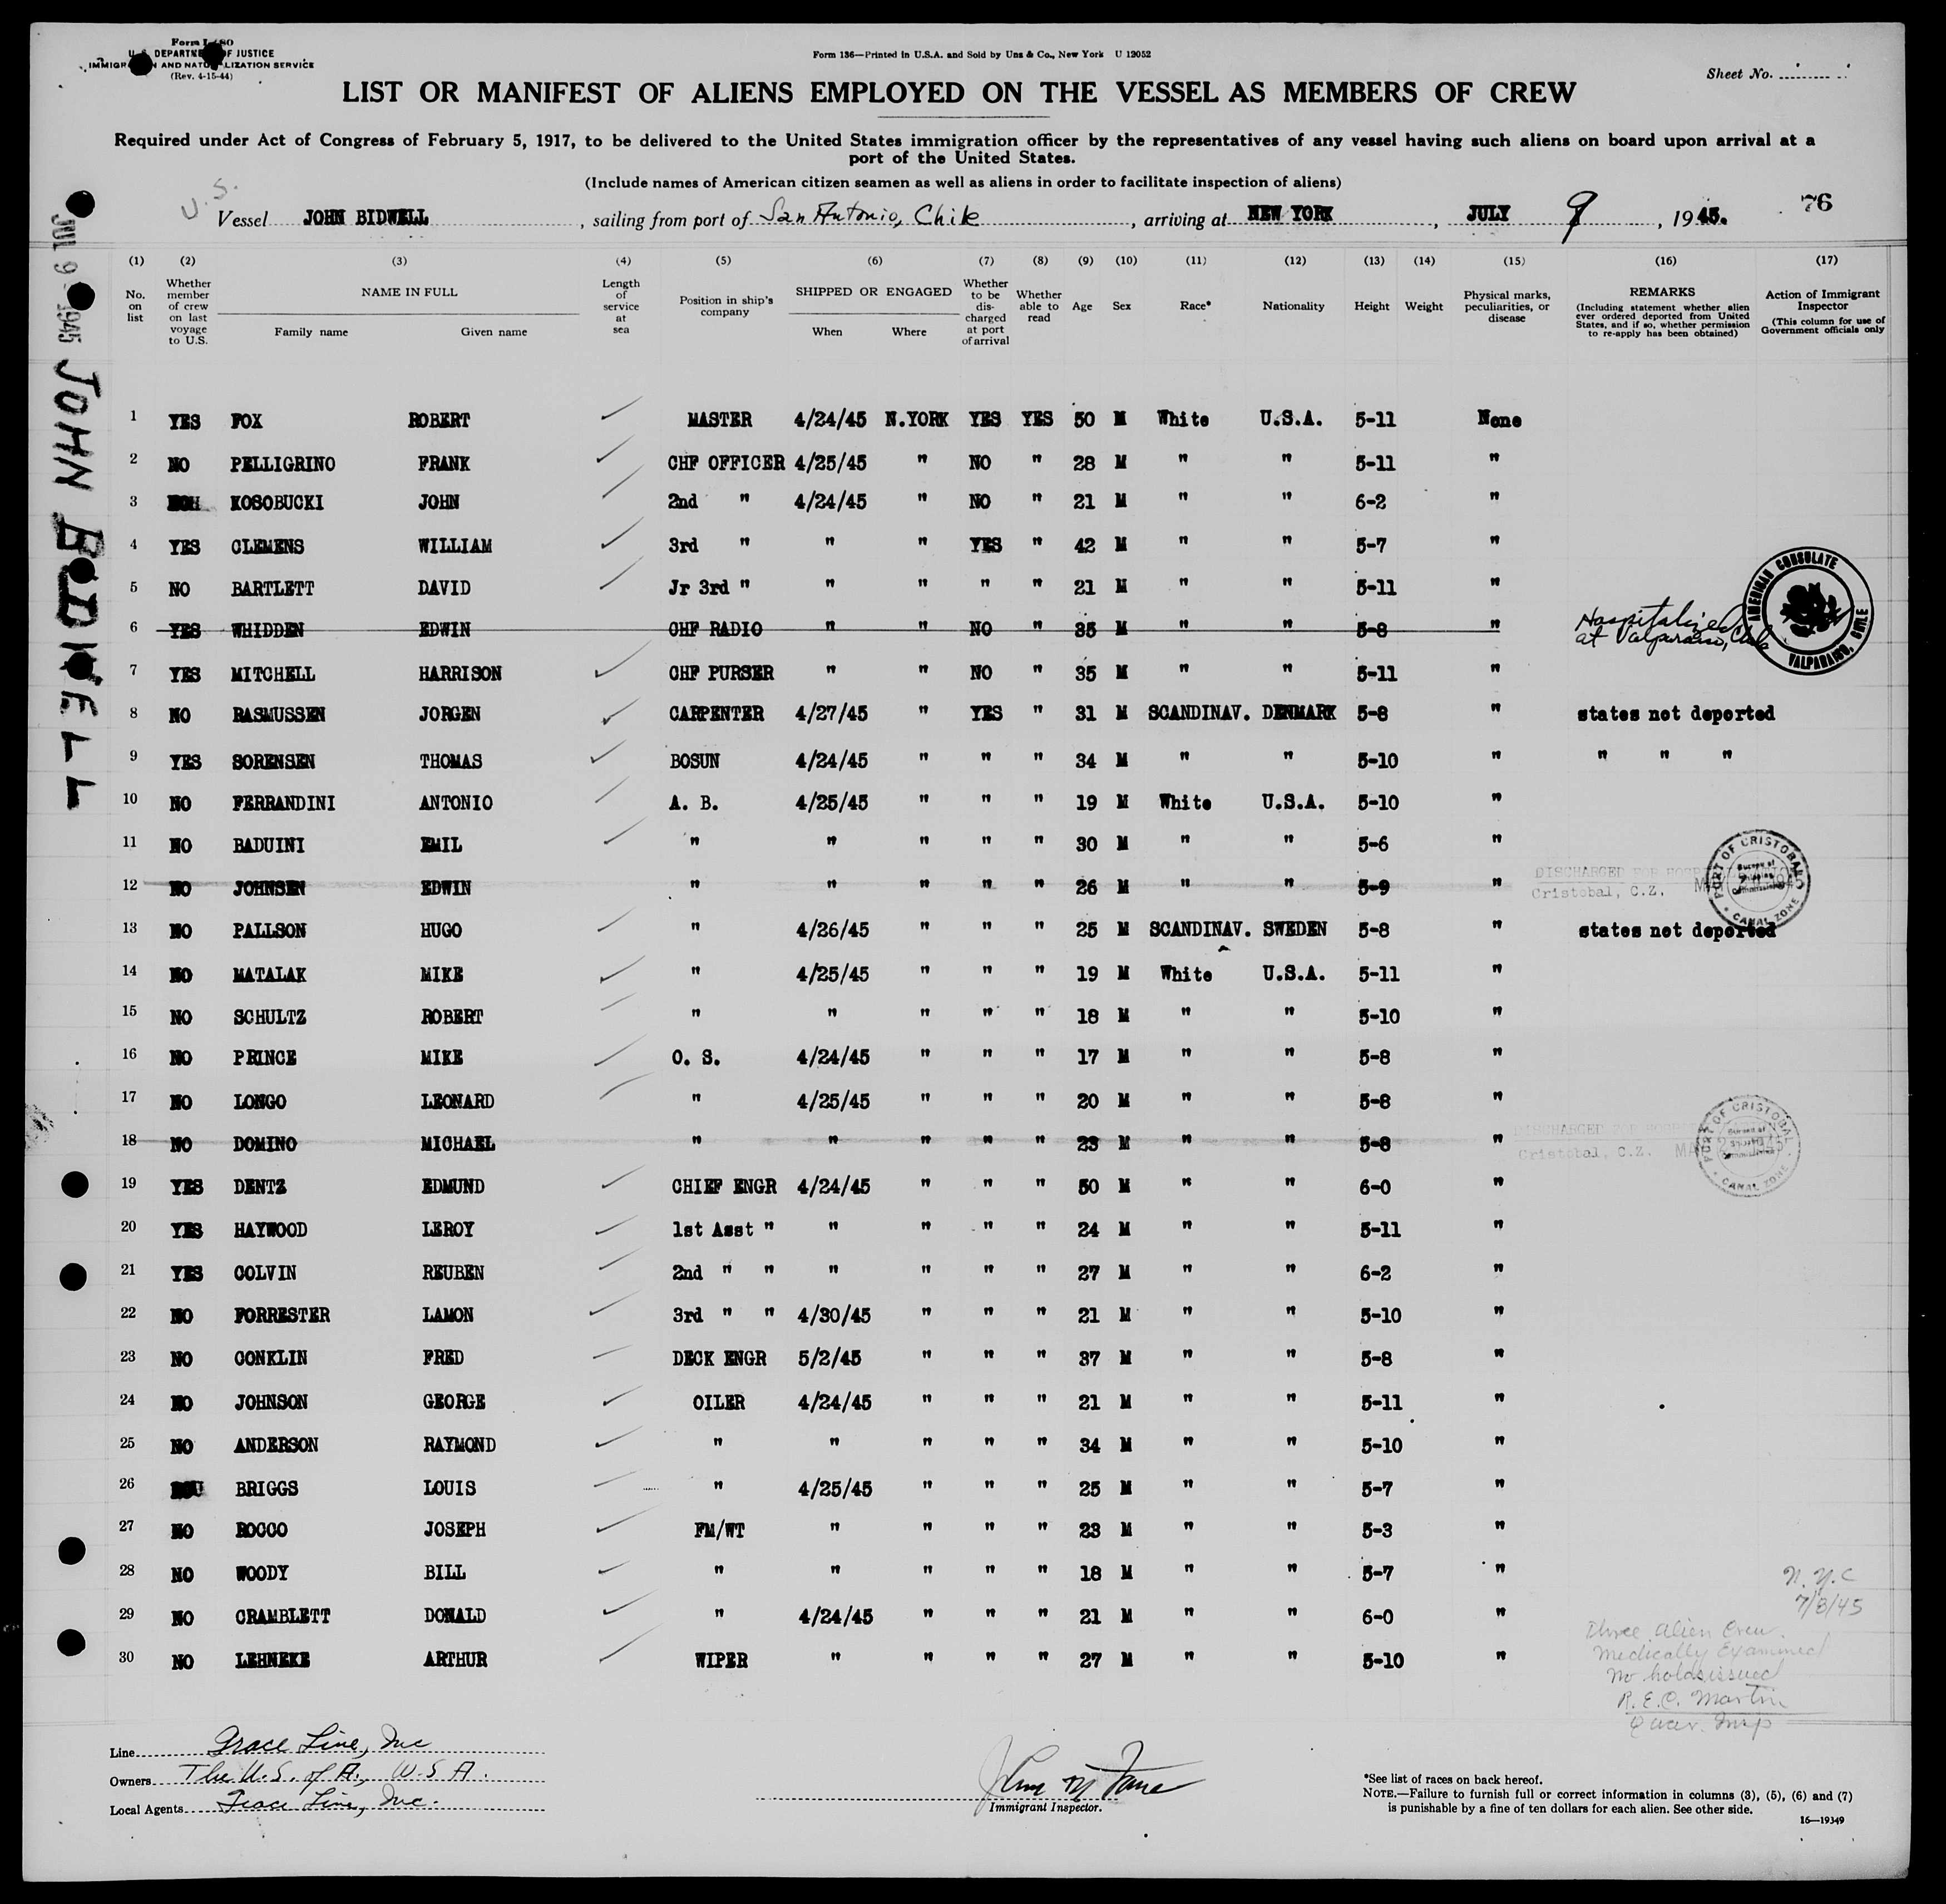 Form I-480
U. S. DEPARTMENT OF JUSTICE
IMMIGRATION AND NATURALIZATION SERVICE
(Rev. 4-15-44)
Form 136—Printed in U.S.A. and Sold by Unz & Co., New York U 12052
Sheet No.
LIST OR MANIFEST OF ALIENS EMPLOYED ON THE VESSEL AS MEMBERS OF CREW
Required under Act of Congress of February 5, 1917, to be delivered to the United States immigration officer by the representatives of any vessel having such aliens on board upon arrival at a
port of the United States.
(Include names of American citizen seamen as well as aliens in order to facilitate inspection of aliens)
U.S.
Vessel JOHN BIDWELL, sailing from port of San Antonio, Chile, arriving at NEW YORK, JULY 9, 1945. 76
JUL 9 1945 JOHN BIDWELL
(1) (2) (3) (4) (5) (6) (7) (8) (9) (10) (11) (12) (13) (14) (15) (16) (17)
No. on list
Whether member of crew on last voyage to U.S.
NAME IN FULL
Family name Given name
Length of service at sea
Position in ship's company
SHIPPED OR ENGAGED
When Where
Whether to be discharged at port of arrival
Whether able to read
Age
Sex
Race*
Nationality
Height
Weight
Physical marks, peculiarities, or disease
REMARKS
(Including statement whether alien ever ordered deported from United States, and if so, whether permission to re-apply has been obtained)
Action of Immigrant Inspector
(This column for use of Government officials only
1 YES FOX ROBERT MASTER 4/24/45 N.YORK YES YES 50 M White U.S.A. 5-11 None
2 NO PELLIGRINO FRANK CHF OFFICER 4/25/45 " NO " 28 M " " 5-11 "
3 KOSOBUCKI JOHN 2nd " 4/24/45 " NO " 21 M " " 6-2 "
4 YES CLEMENS WILLIAM 3rd " " " YES " 42 M " " 5-7 "
5 NO BARTLETT DAVID Jr 3rd " " " " " 21 M " " 5-11 "
6 YES WHIDDEN EDWIN CHF RADIO " " NO " 35 M " " 5-8 " Hospitalized at Valparaiso, Chile
AMERICAN CONSULATE VALPARAISO, CHILE
7 YES MITCHELL HARRISON CHF PURSER " " NO " 35 M " " 5-11 "
8 NO RASMUSSEN JORGEN CARPENTER 4/27/45 " YES " 31 M SCANDINAV. DENMARK 5-8 " states not deported
9 YES SORENSEN THOMAS BOSUN 4/24/45 " " " 34 M " " 5-10 " " " "
10 NO FERRANDINI ANTONIO A. B. 4/25/45 " " " 19 M White U.S.A. 5-10 "
11 NO BADUINI EMIL " " " " " 30 M " " 5-6 "
12 NO JOHNSEN EDWIN " " " " " 26 M " " 5-9 " DISCHARGED FOR HOSP
Cristobal, C.Z.
PORT OF CRISTOBAL CANAL ZONE
13 NO PALLSON HUGO " 4/26/45 " " " 25 M SCANDINAV. SWEDEN 5-8 " states not deported
14 NO MATALAK MIKE " 4/25/45 " " " 19 M White U.S.A. 5-11 "
15 NO SCHULTZ ROBERT " " " " " 18 M " " 5-10 "
16 NO PRINCE MIKE O. S. 4/24/45 " " " 17 M " " 5-8 "
17 NO LONGO LEONARD " 4/25/45 " " " 20 M " " 5-8 "
18 NO DOMINO MICHAEL " " " " " 23 M " " 5-8 " DISCHARGED FOR HOSP
Cristobal, C.Z.
PORT OF CRISTOBAL CANAL ZONE
19 YES DENTZ EDMUND CHIEF ENGR 4/24/45 " " " 50 M " " 6-0 "
20 YES HAYWOOD LEROY 1st Asst " " " " " 24 M " " 5-11 "
21 YES COLVIN REUBEN 2nd " " " " " " 27 M " " 6-2 "
22 NO FORRESTER LAMON 3rd " " 4/30/45 " " " 21 M " " 5-10 "
23 NO CONKLIN FRED DECK ENGR 5/2/45 " " " 37 M " " 5-8 "
24 NO JOHNSON GEORGE OILER 4/24/45 " " " 21 M " " 5-11 "
25 NO ANDERSON RAYMOND " " " " " 34 M " " 5-10 "
26 BRIGGS LOUIS " 4/25/45 " " " 25 M " " 5-7 "
27 NO ROCCO JOSEPH FM/WT " " " " 23 M " " 5-3 "
28 NO WOODY BILL " " " " " 18 M " " 5-7 "
29 NO CRAMBLETT DONALD " 4/24/45 " " " 21 M " " 6-0 "
30 NO LEHNEKE ARTHUR WIPER " " " " 27 M " " 5-10 "
N.Y.C
7/8/45
Three alien crew
Medically Examined
No holds issued
R.E.C. Martin
Quar. Insp
Line Grace Line, Inc
Owners The U.S. of A., W S A.
Local Agents Grace Line, Inc.
Immigrant Inspector.
*See list of races on back hereof.
NOTE.—Failure to furnish full or correct information in columns (3), (5), (6) and (7)
is punishable by a fine of ten dollars for each alien. See other side.
16—19349